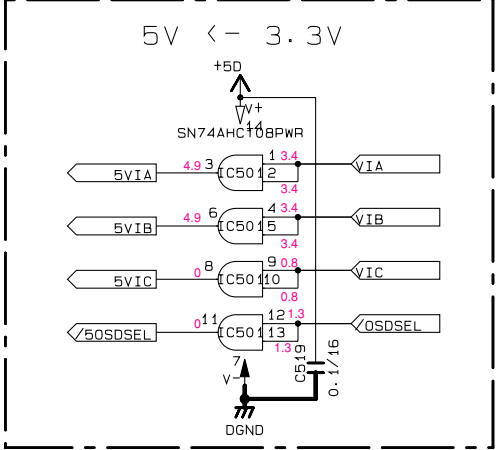 5V <- 3.3V
+5D
V+
14
SN74AHCT08PWR
5VIA 4.9 3 IC501 1 3.4 VIA
2
3.4
5VIB 4.9 6 IC501 4 3.4 VIB
5
3.4
5VIC 0 8 IC501 9 0.8 VIC
10
0.8
/5OSDSEL 0 11 IC501 12 1.3 /OSDSEL
13
1.3
7
V-
C519
0.1/16
DGND